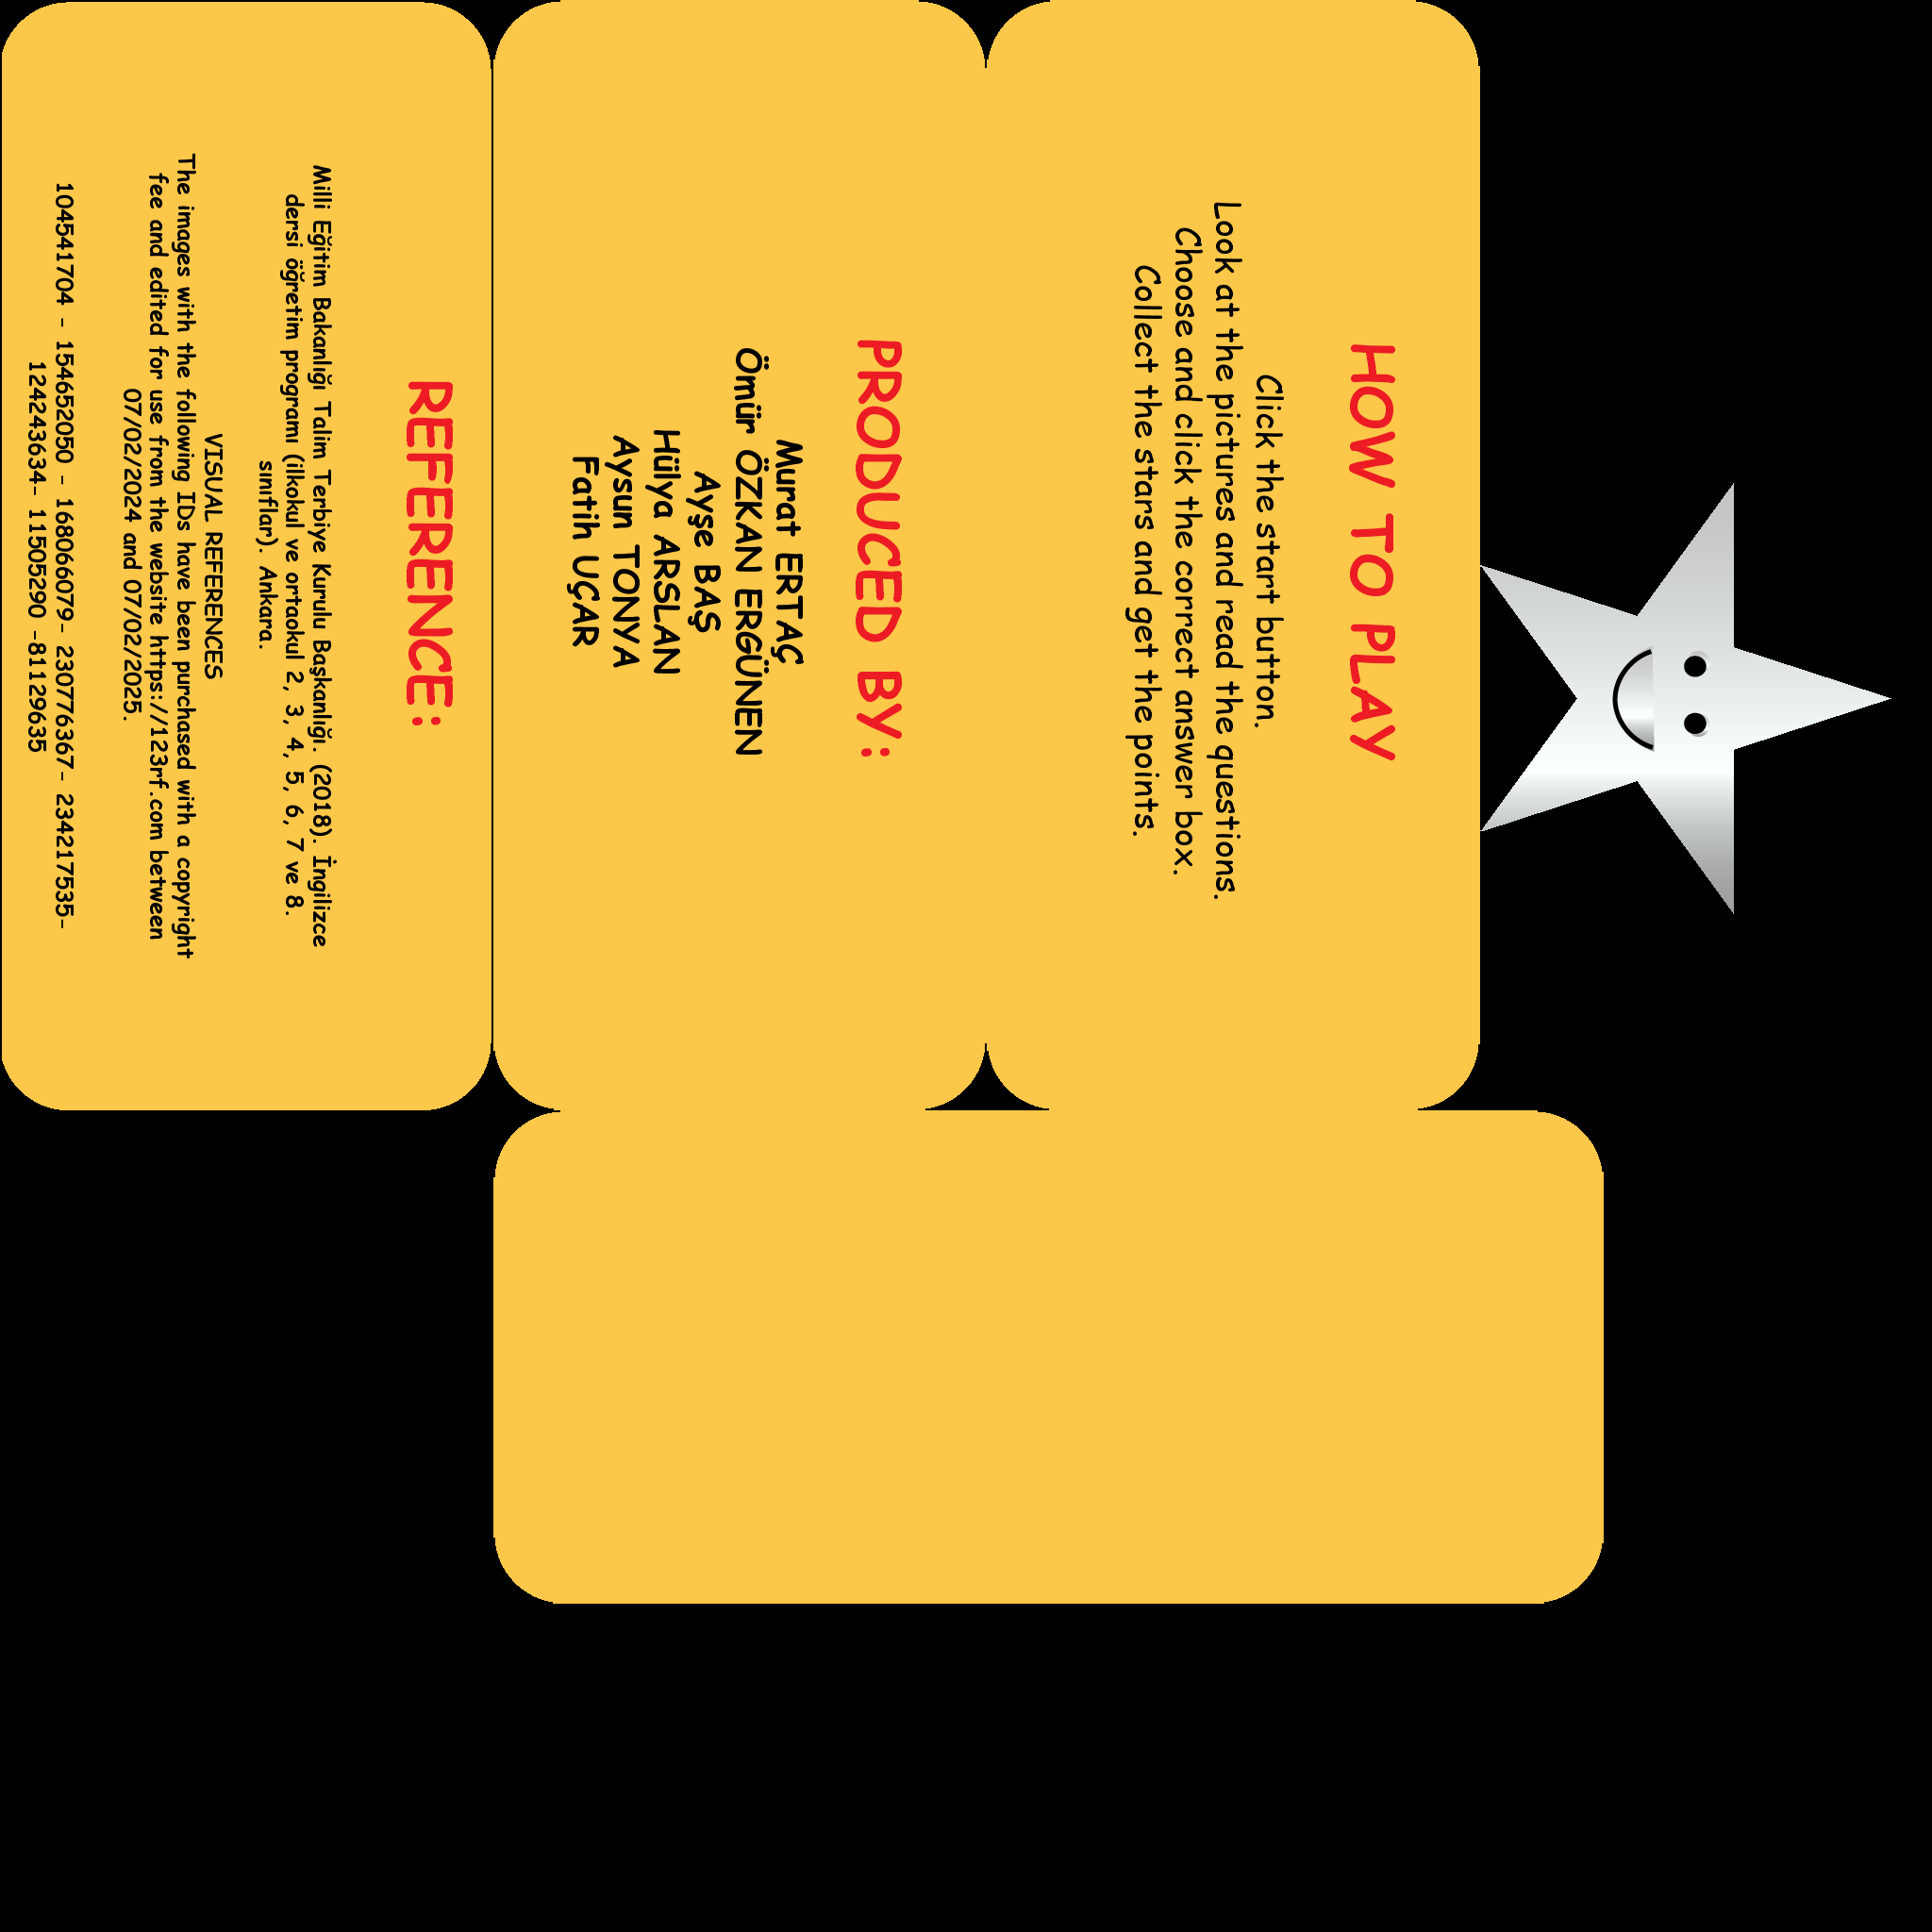 HOW TO PLAY
Click the start button.
Look at the pictures and read the questions.
Choose and click the correct answer box.
Collect the stars and get the points.
PRODUCED BY:
Murat ERTAÇ
Ömür ÖZKAN ERGÜNEN
Ayşe BAŞ
Hülya ARSLAN
Aysun TONYA
Fatih UÇAR
REFERENCE:
Milli Eğitim Bakanlığı Talim Terbiye Kurulu Başkanlığı. (2018). İngilizce
dersi öğretim programı (ilkokul ve ortaokul 2, 3, 4, 5, 6, 7 ve 8.
sınıflar). Ankara.
VISUAL REFERENCES
The images with the following IDs have been purchased with a copyright
fee and edited for use from the website https://123rf.com between
07/02/2024 and 07/02/2025.
104541704 - 154652050 - 168066079- 230776367- 234217535-
124243634- 11505290 -81129635